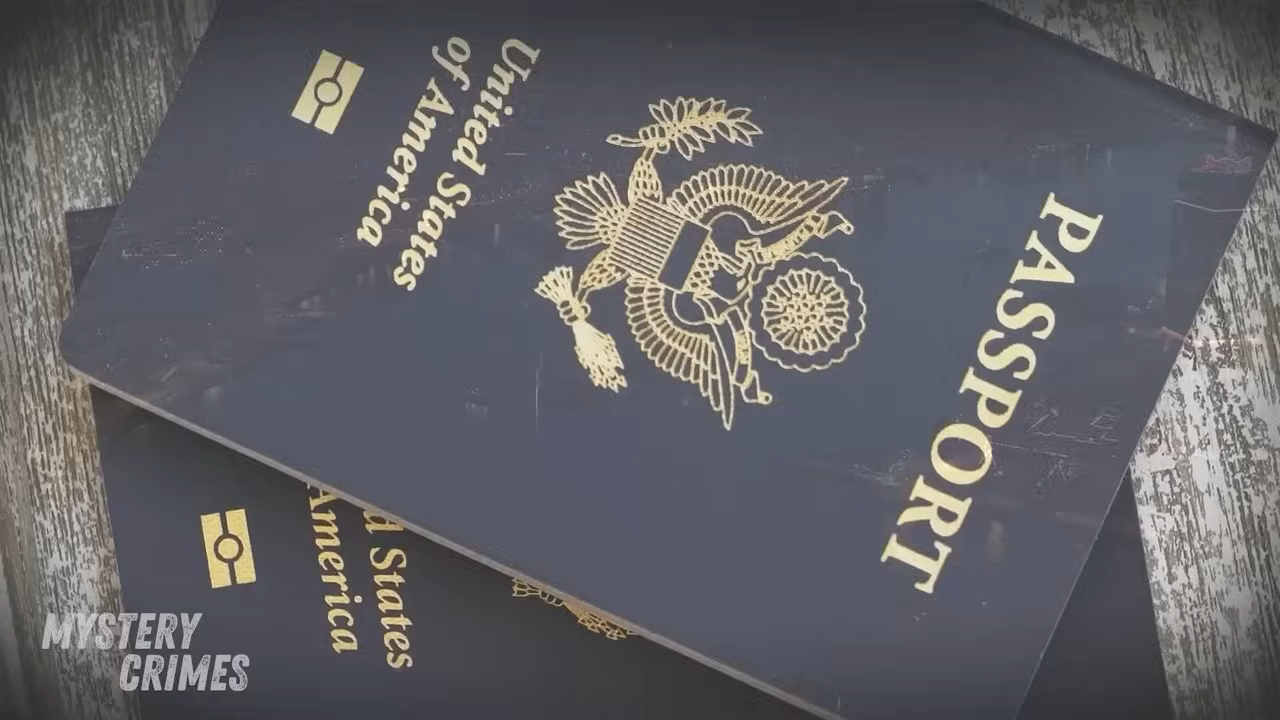 PASSPORT
United States
of America
d States
America
MYSTERY
CRIMES